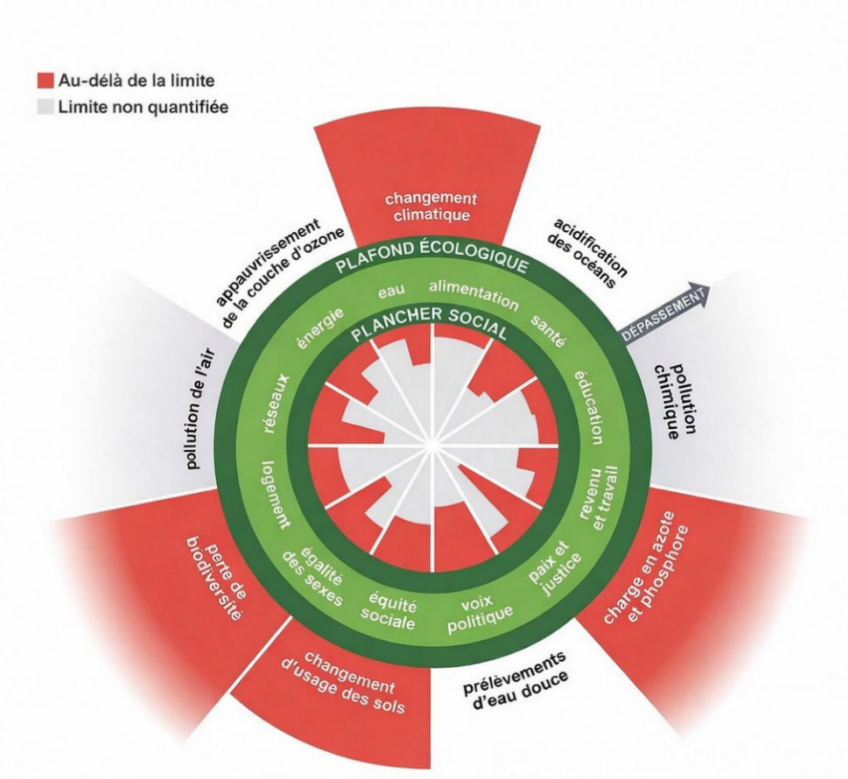 Au-délà de la limite
Limite non quantifiée
changement
climatique
appauvrissement
de la couche d'ozone
acidification
des océans
PLAFOND ÉCOLOGIQUE
eau
alimentation
énergie
santé
PLANCHER SOCIAL
DÉPASSEMENT
pollution de l'air
réseaux
éducation
pollution
chimique
logement
revenu
et travail
perte de
biodiversité
égalité
des sexes
équité
sociale
voix
politique
paix et
justice
charge en azote
et phosphore
changement
d'usage des sols
prélèvements
d'eau douce